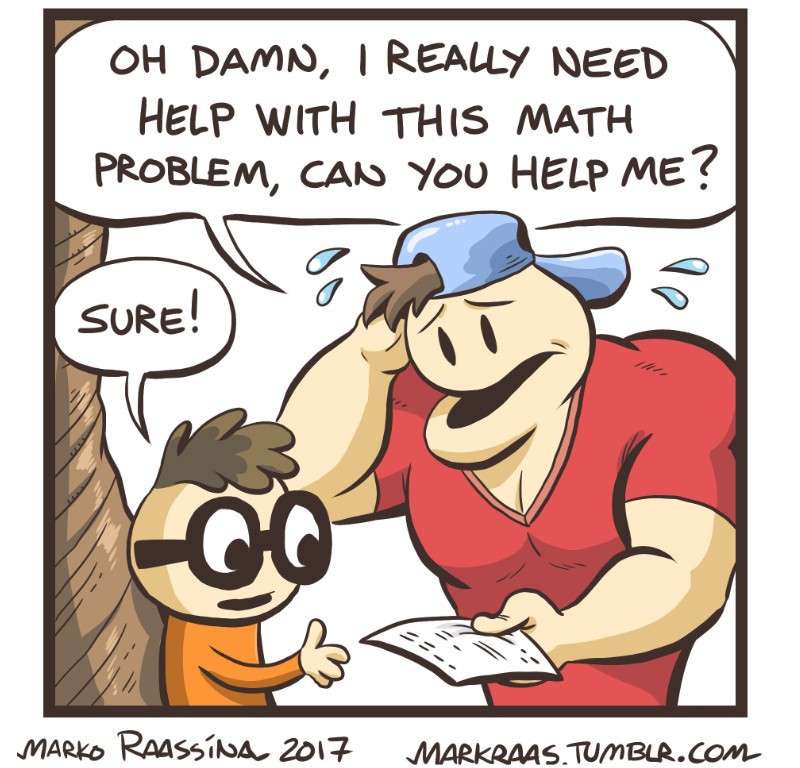 OH DAMN, I REALLY NEED
HELP WITH THIS MATH
PROBLEM, CAN YOU HELP ME?
SURE!
MARKO RAASSINA 2017
MARKRAAS.TUMBLR.COM